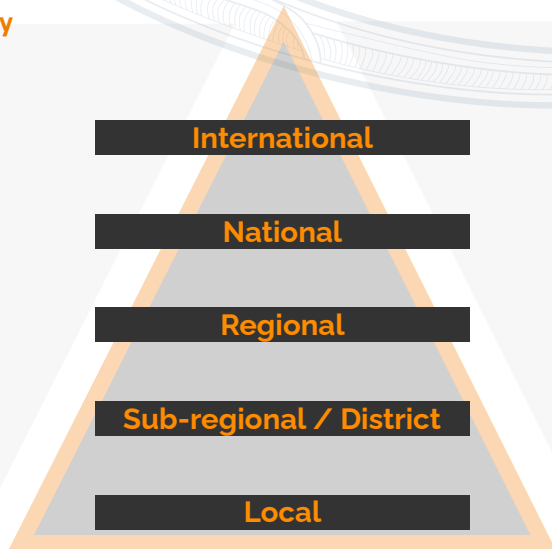 y
International
National
Regional
Sub-regional / District
Local